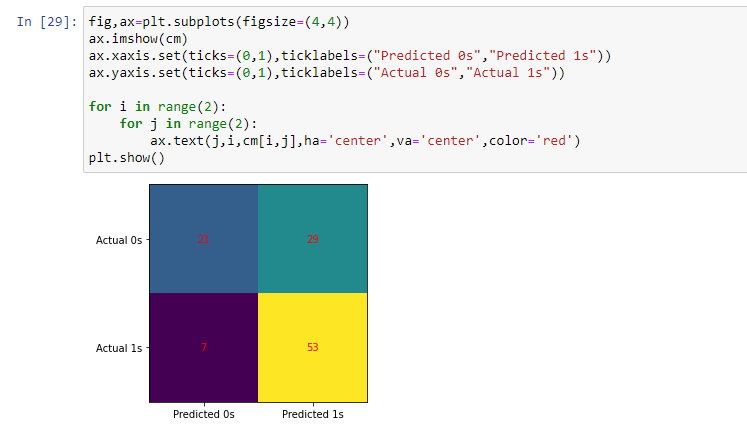 In [29]: fig,ax=plt.subplots(figsize=(4,4))
ax.imshow(cm)
ax.xaxis.set(ticks=(0,1),ticklabels=("Predicted 0s","Predicted 1s"))
ax.yaxis.set(ticks=(0,1),ticklabels=("Actual 0s","Actual 1s"))
for i in range(2):
for j in range(2):
ax.text(j,i,cm[i,j],ha='center',va='center',color='red')
plt.show()
Actual 0s 21 29
Actual 1s 7 53
Predicted 0s Predicted 1s